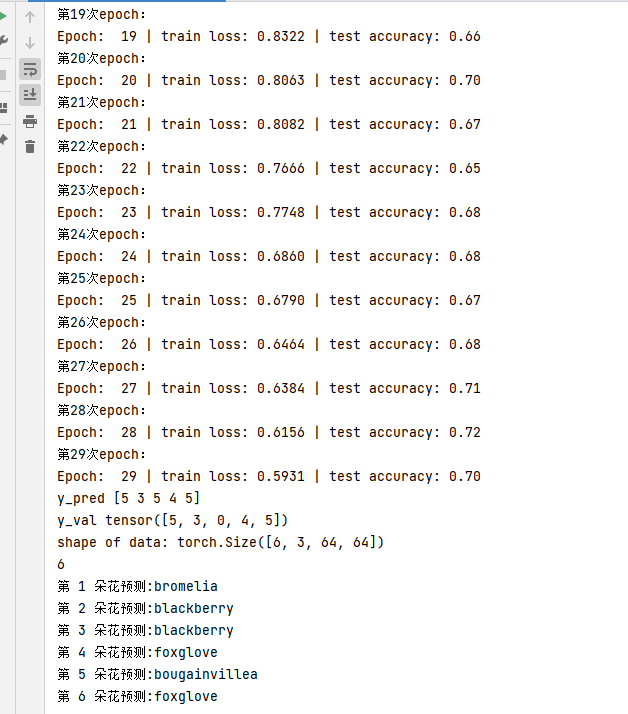 第19次epoch:
Epoch:  19 | train loss: 0.8322 | test accuracy: 0.66
第20次epoch:
Epoch:  20 | train loss: 0.8063 | test accuracy: 0.70
第21次epoch:
Epoch:  21 | train loss: 0.8082 | test accuracy: 0.67
第22次epoch:
Epoch:  22 | train loss: 0.7666 | test accuracy: 0.65
第23次epoch:
Epoch:  23 | train loss: 0.7748 | test accuracy: 0.68
第24次epoch:
Epoch:  24 | train loss: 0.6860 | test accuracy: 0.68
第25次epoch:
Epoch:  25 | train loss: 0.6790 | test accuracy: 0.67
第26次epoch:
Epoch:  26 | train loss: 0.6464 | test accuracy: 0.68
第27次epoch:
Epoch:  27 | train loss: 0.6384 | test accuracy: 0.71
第28次epoch:
Epoch:  28 | train loss: 0.6156 | test accuracy: 0.72
第29次epoch:
Epoch:  29 | train loss: 0.5931 | test accuracy: 0.70
y_pred [5 3 5 4 5]
y_val tensor([5, 3, 0, 4, 5])
shape of data: torch.Size([6, 3, 64, 64])
6
第 1 朵花预测:bromelia
第 2 朵花预测:blackberry
第 3 朵花预测:blackberry
第 4 朵花预测:foxglove
第 5 朵花预测:bougainvillea
第 6 朵花预测:foxglove